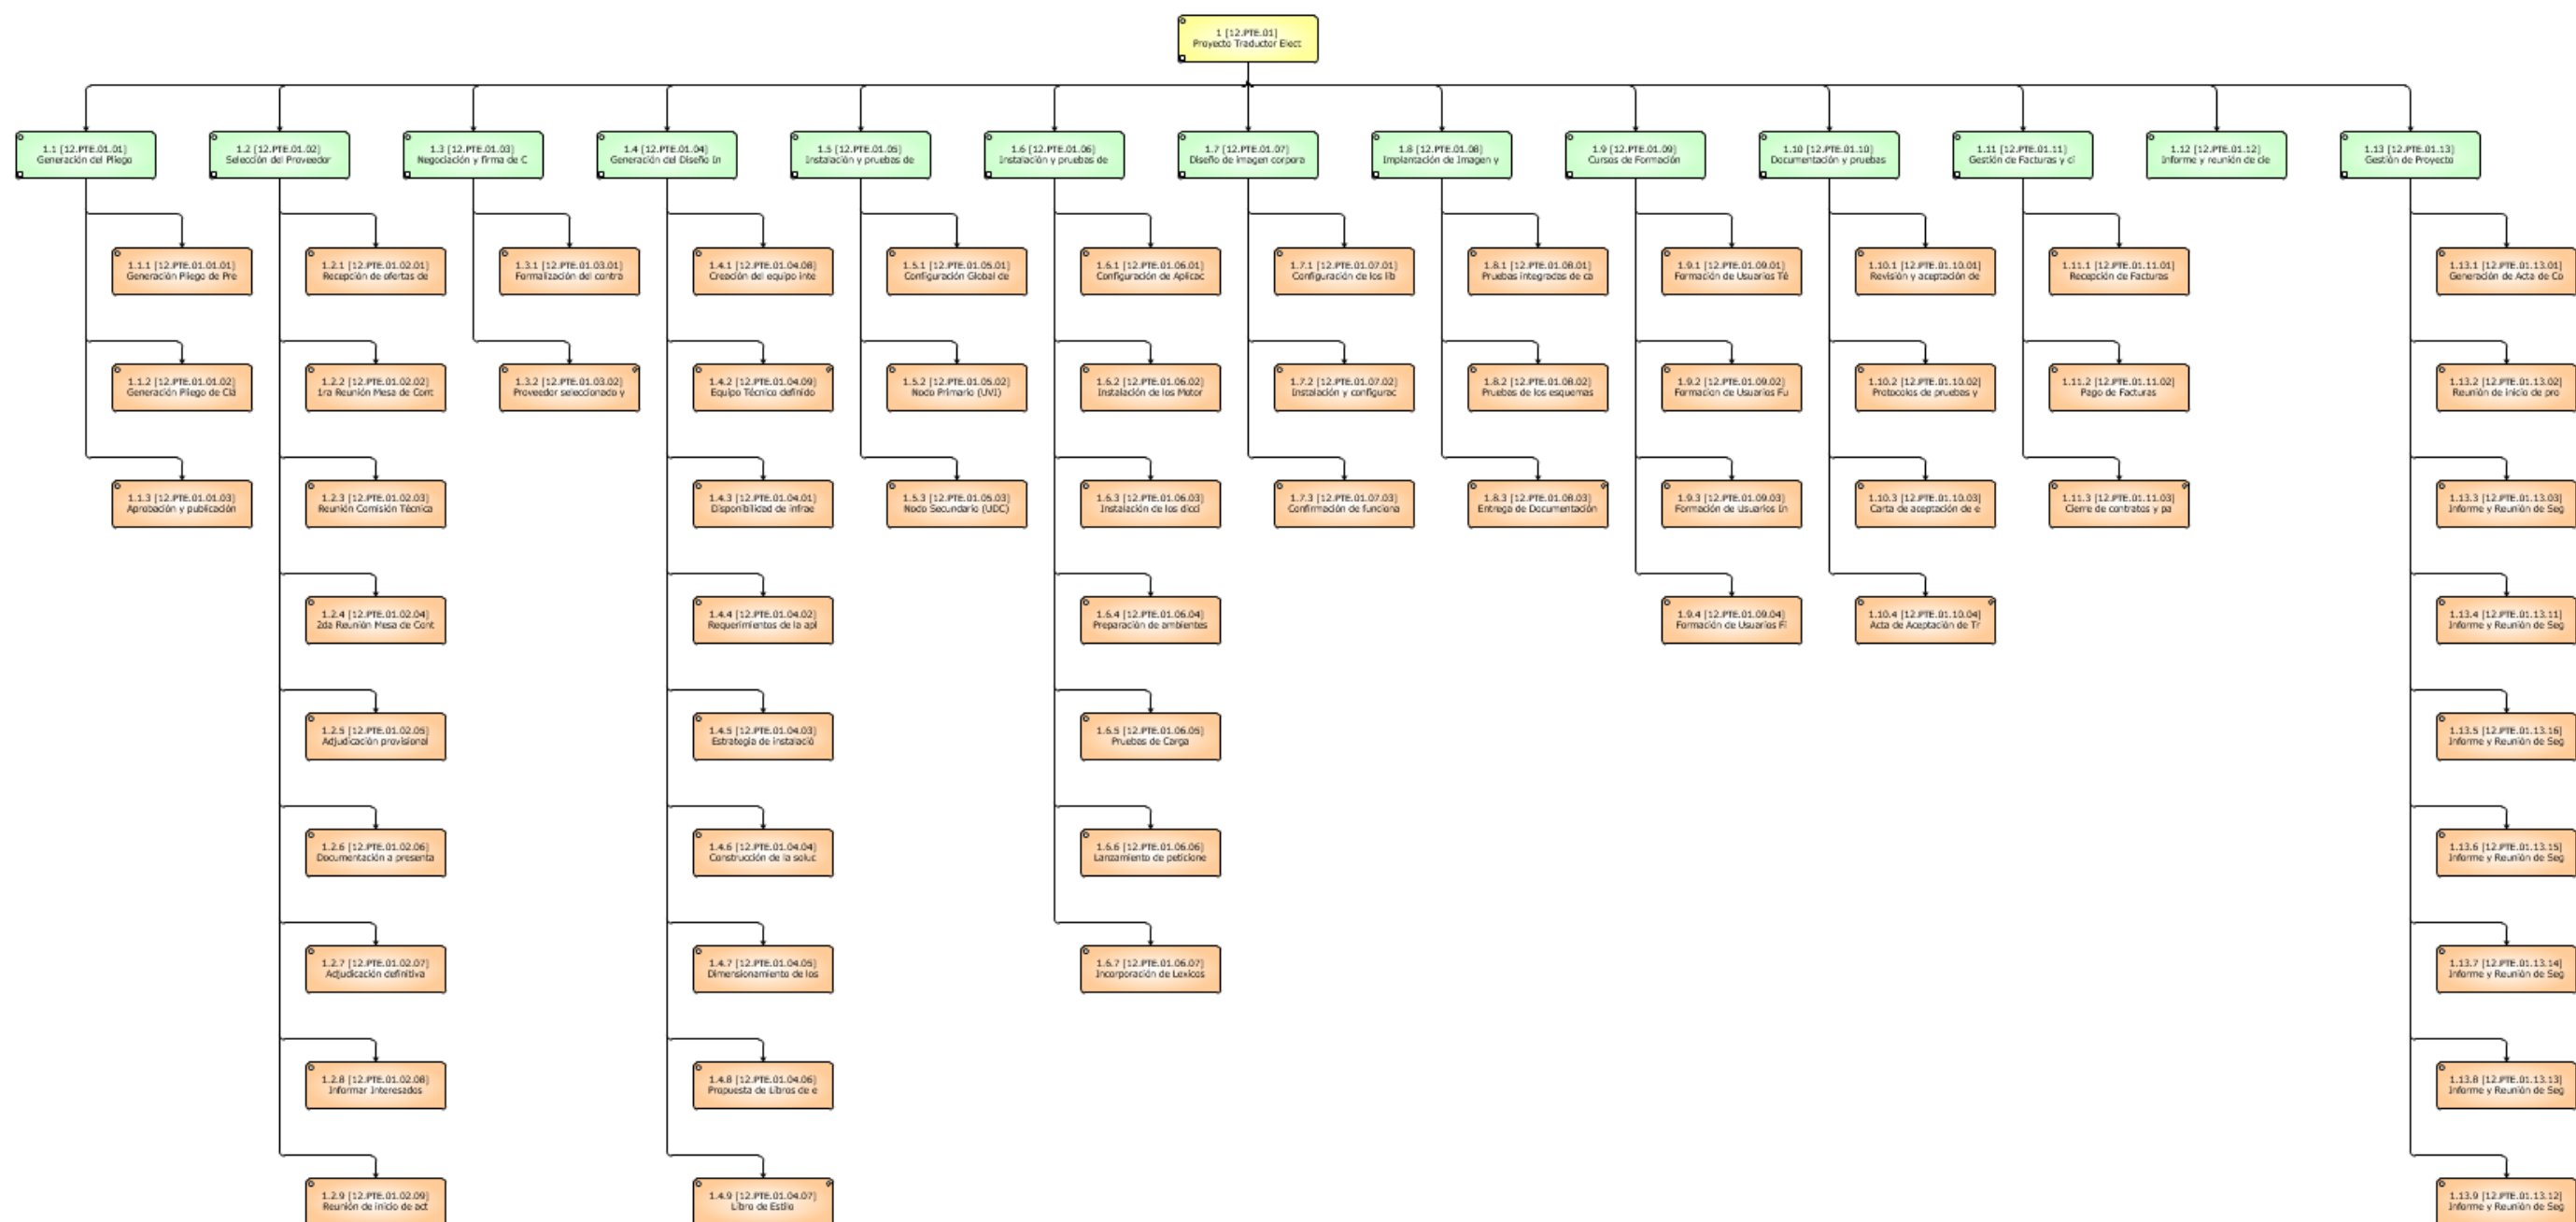 1 [12.PTE.01]
Proyecto Traductor Elect
1.1 [12.PTE.01.01]
Generación del Pliego
1.2 [12.PTE.01.02]
Selección del Proveedor
1.3 [12.PTE.01.03]
Negociación y firma de C
1.4 [12.PTE.01.04]
Generación del Diseño In
1.5 [12.PTE.01.05]
Instalación y pruebas de
1.6 [12.PTE.01.06]
Instalación y pruebas de
1.7 [12.PTE.01.07]
Diseño de imagen corpora
1.8 [12.PTE.01.08]
Implantación de Imagen y
1.9 [12.PTE.01.09]
Cursos de Formación
1.10 [12.PTE.01.10]
Documentación y pruebas
1.11 [12.PTE.01.11]
Gestión de Facturas y ci
1.12 [12.PTE.01.12]
Informe y reunión de cie
1.13 [12.PTE.01.13]
Gestión de Proyecto
1.1.1 [12.PTE.01.01.01]
Generación Pliego de Pre
1.2.1 [12.PTE.01.02.01]
Recepción de ofertas de
1.3.1 [12.PTE.01.03.01]
Formalización del contra
1.4.1 [12.PTE.01.04.08]
Creación del equipo inte
1.5.1 [12.PTE.01.05.01]
Configuración Global de
1.6.1 [12.PTE.01.06.01]
Configuración de Aplicac
1.7.1 [12.PTE.01.07.01]
Configuración de los lib
1.8.1 [12.PTE.01.08.01]
Pruebas integradas de ca
1.9.1 [12.PTE.01.09.01]
Formación de Usuarios Té
1.10.1 [12.PTE.01.10.01]
Revisión y aceptación de
1.11.1 [12.PTE.01.11.01]
Recepción de Facturas
1.13.1 [12.PTE.01.13.01]
Generación de Acta de Co
1.1.2 [12.PTE.01.01.02]
Generación Pliego de Clá
1.2.2 [12.PTE.01.02.02]
1ra Reunión Mesa de Cont
1.3.2 [12.PTE.01.03.02]
Proveedor seleccionado y
1.4.2 [12.PTE.01.04.09]
Equipo Técnico definido
1.5.2 [12.PTE.01.05.02]
Nodo Primario (UVI)
1.6.2 [12.PTE.01.06.02]
Instalación de los Motor
1.7.2 [12.PTE.01.07.02]
Instalación y configurac
1.8.2 [12.PTE.01.08.02]
Pruebas de los esquemas
1.9.2 [12.PTE.01.09.02]
Formacion de Usuarios Fu
1.10.2 [12.PTE.01.10.02]
Protocolos de pruebas y
1.11.2 [12.PTE.01.11.02]
Pago de Facturas
1.13.2 [12.PTE.01.13.02]
Reunión de inicio de pro
1.1.3 [12.PTE.01.01.03]
Aprobación y publicación
1.2.3 [12.PTE.01.02.03]
Reunión Comisión Técnica
1.4.3 [12.PTE.01.04.01]
Disponibilidad de infrae
1.5.3 [12.PTE.01.05.03]
Nodo Secundario (UDC)
1.6.3 [12.PTE.01.06.03]
Instalación de los dicci
1.7.3 [12.PTE.01.07.03]
Confirmación de funciona
1.8.3 [12.PTE.01.08.03]
Entrega de Documentación
1.9.3 [12.PTE.01.09.03]
Formación de Usuarios In
1.10.3 [12.PTE.01.10.03]
Carta de aceptación de e
1.11.3 [12.PTE.01.11.03]
Cierre de contratos y pa
1.13.3 [12.PTE.01.13.03]
Informe y Reunión de Seg
1.2.4 [12.PTE.01.02.04]
2da Reunión Mesa de Cont
1.4.4 [12.PTE.01.04.02]
Requerimientos de la apl
1.6.4 [12.PTE.01.06.04]
Preparación de ambientes
1.9.4 [12.PTE.01.09.04]
Formación de Usuarios Fi
1.10.4 [12.PTE.01.10.04]
Acta de Aceptación de Tr
1.13.4 [12.PTE.01.13.11]
Informe y Reunión de Seg
1.2.5 [12.PTE.01.02.05]
Adjudicación provisional
1.4.5 [12.PTE.01.04.03]
Estrategia de instalació
1.6.5 [12.PTE.01.06.05]
Pruebas de Carga
1.13.5 [12.PTE.01.13.16]
Informe y Reunión de Seg
1.2.6 [12.PTE.01.02.06]
Documentación a presenta
1.4.6 [12.PTE.01.04.04]
Construcción de la soluc
1.6.6 [12.PTE.01.06.06]
Lanzamiento de peticione
1.13.6 [12.PTE.01.13.15]
Informe y Reunión de Seg
1.2.7 [12.PTE.01.02.07]
Adjudicación definitiva
1.4.7 [12.PTE.01.04.05]
Dimensionamiento de los
1.6.7 [12.PTE.01.06.07]
Incorporación de Lexicos
1.13.7 [12.PTE.01.13.14]
Informe y Reunión de Seg
1.2.8 [12.PTE.01.02.08]
Informar Interesados
1.4.8 [12.PTE.01.04.06]
Propuesta de Libros de e
1.13.8 [12.PTE.01.13.13]
Informe y Reunión de Seg
1.2.9 [12.PTE.01.02.09]
Reunión de inicio de act
1.4.9 [12.PTE.01.04.07]
Libro de Estilo
1.13.9 [12.PTE.01.13.12]
Informe y Reunión de Seg